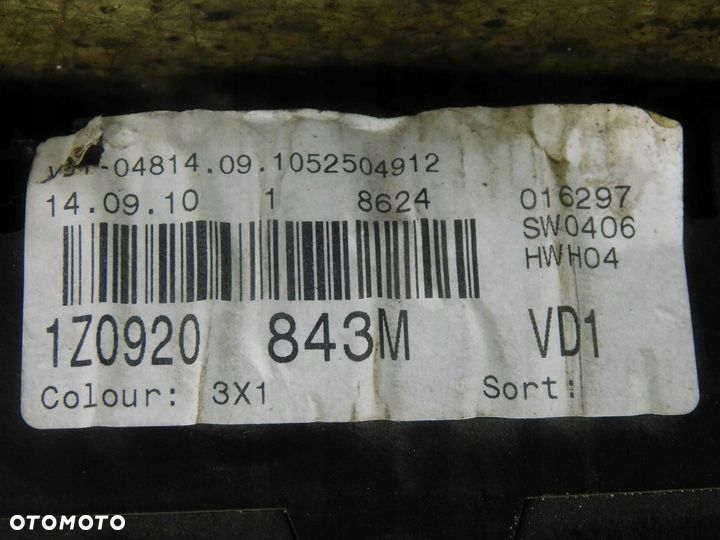 -04814.09.1052504912
14.09.10 1 8624 016297
SW0406
HWH04
1Z0920 843M VD1
Colour: 3X1 Sort:
OTOMOTO